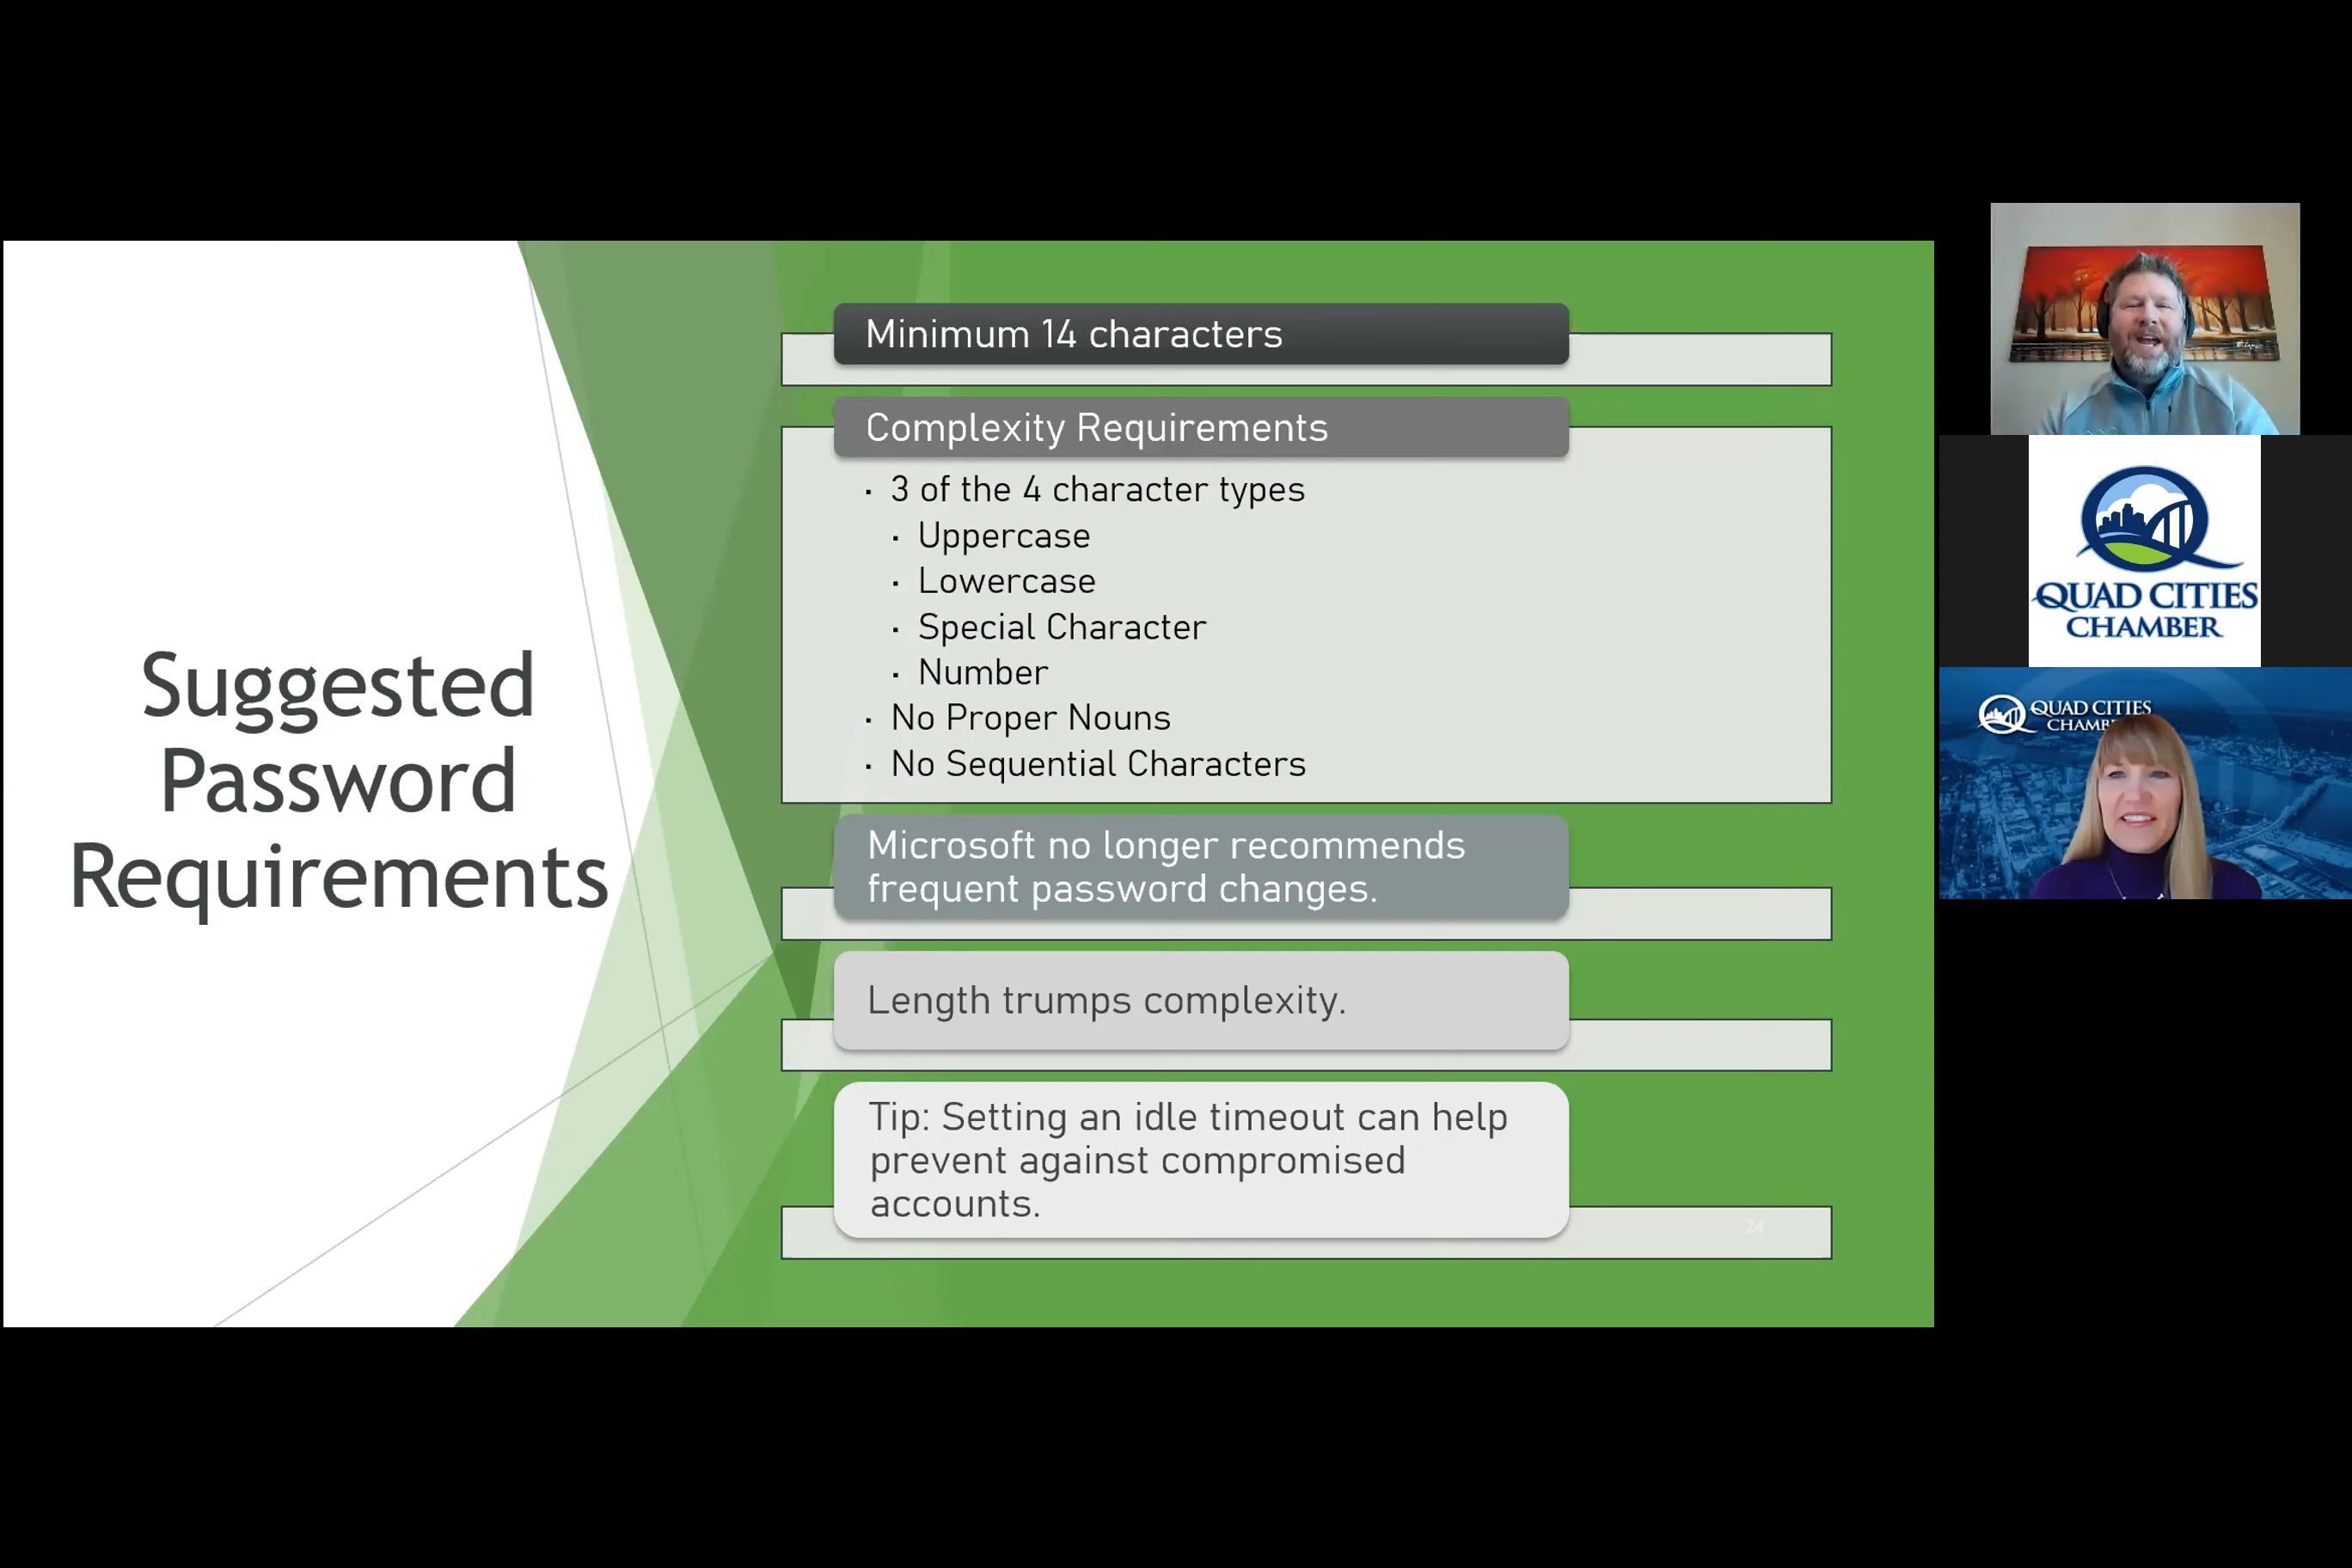 Suggested
Password
Requirements
Minimum 14 characters
Complexity Requirements
· 3 of the 4 character types
· Uppercase
· Lowercase
· Special Character
· Number
· No Proper Nouns
· No Sequential Characters
Microsoft no longer recommends
frequent password changes.
Length trumps complexity.
Tip: Setting an idle timeout can help
prevent against compromised
accounts.
24
QUAD CITIES
CHAMBER
QUAD CITIES